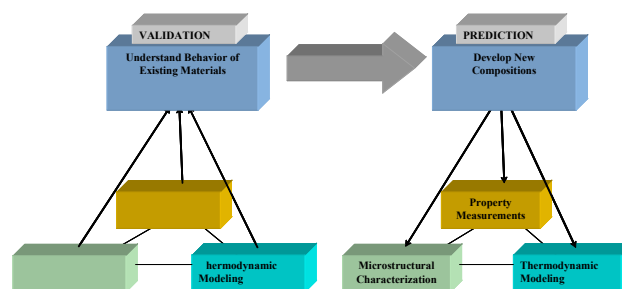 VALIDATION
Understand Behavior of
Existing Materials
PREDICTION
Develop New
Compositions
hermodynamic
Modeling
Property
Measurements
Microstructural
Characterization
Thermodynamic
Modeling